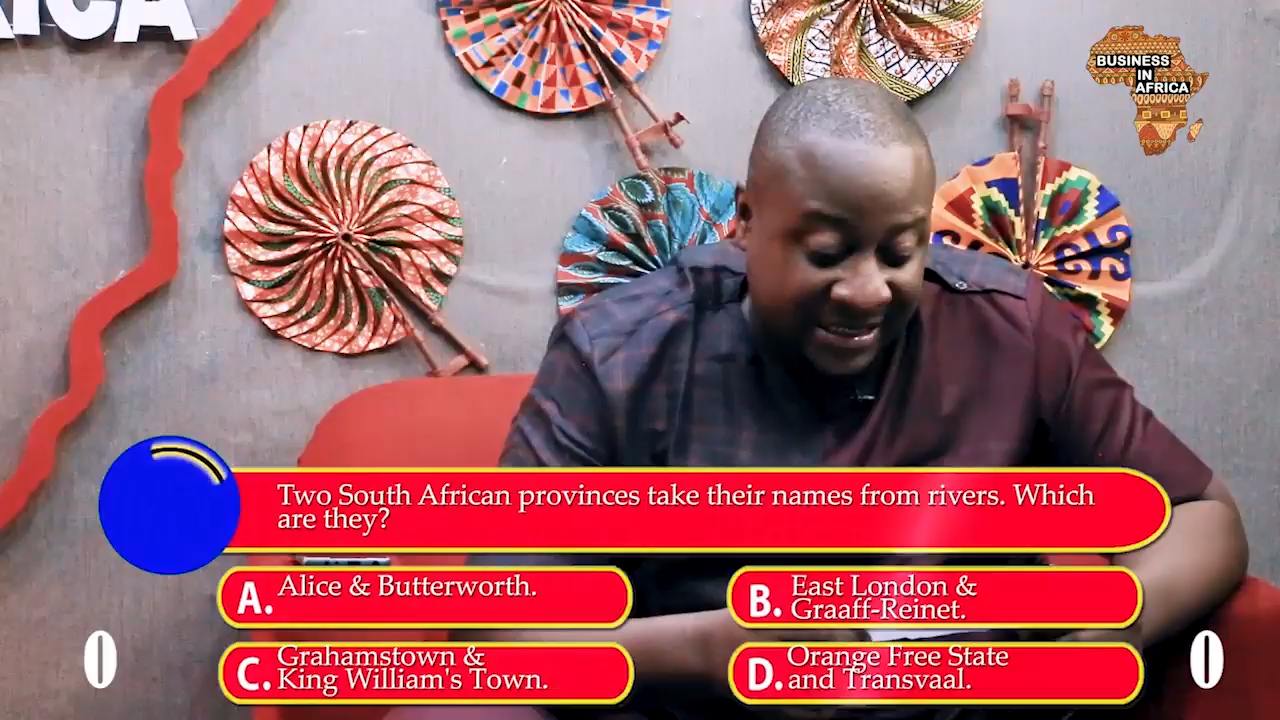 BUSINESS
IN
AFRICA
Two South African provinces take their names from rivers. Which
are they?
A. Alice & Butterworth.
B. East London &
Graaff-Reinet.
C. Grahamstown &
King William's Town.
D. Orange Free State
and Transvaal.
0
0